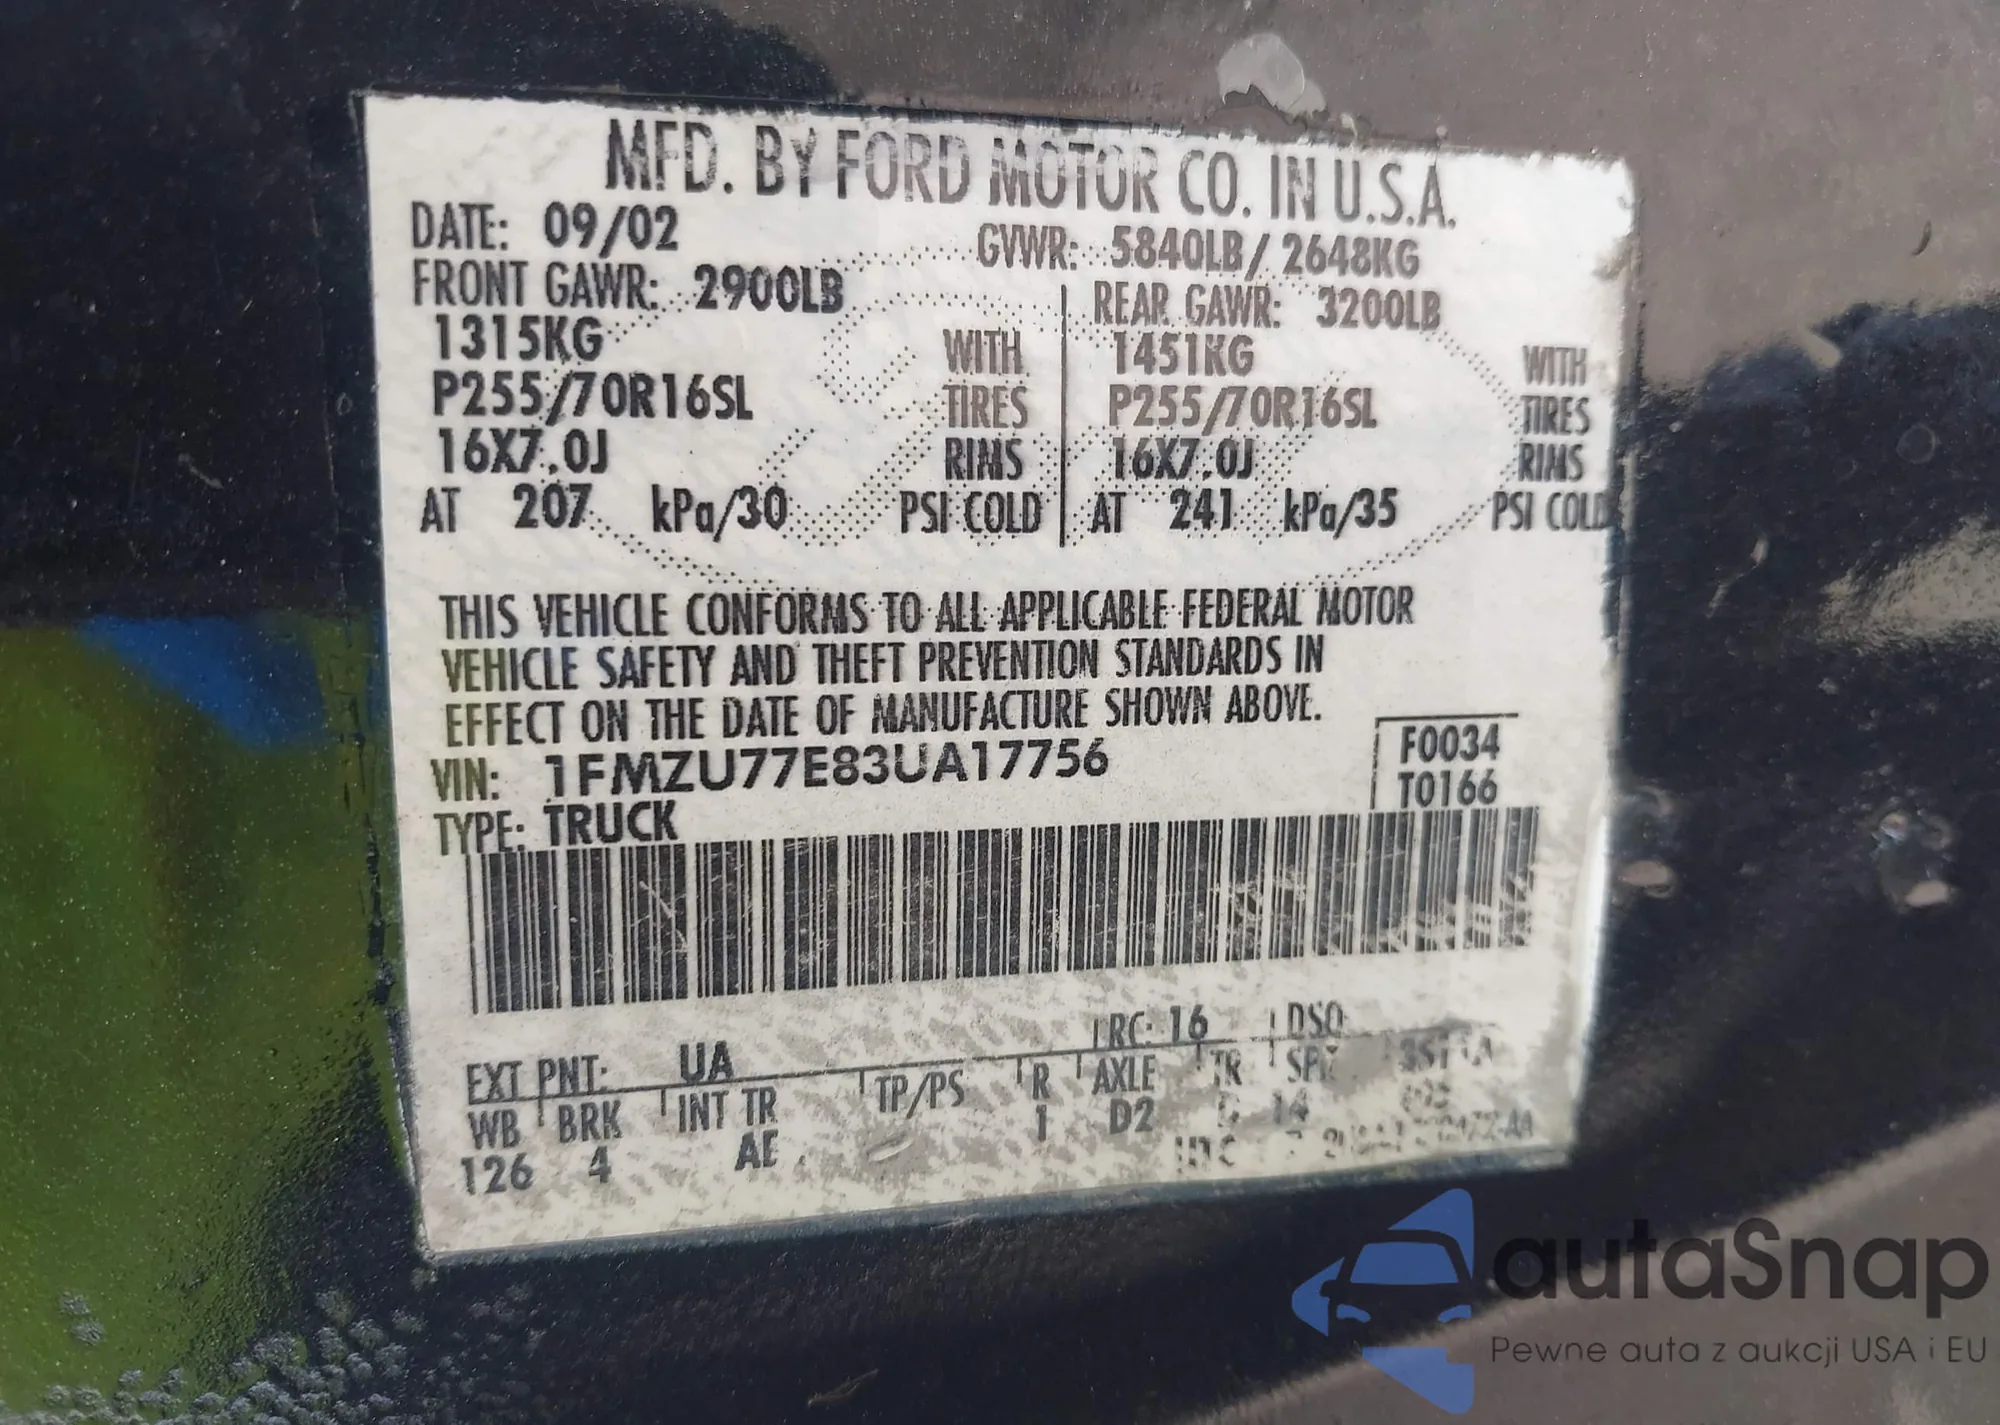 MFD. BY FORD MOTOR CO. IN U.S.A.
DATE: 09/02 GVWR: 5840LB / 2648KG
FRONT GAWR: 2900LB REAR GAWR: 3200LB
1315KG WITH 1451KG WITH
P255/70R16SL TIRES P255/70R16SL TIRES
16X7.0J RIMS 16X7.0J RIMS
AT 207 kPa/30 PSI COLD AT 241 kPa/35 PSI COLD
THIS VEHICLE CONFORMS TO ALL APPLICABLE FEDERAL MOTOR
VEHICLE SAFETY AND THEFT PREVENTION STANDARDS IN
EFFECT ON THE DATE OF MANUFACTURE SHOWN ABOVE.
VIN: 1FMZU77E83UA17756 F0034
TYPE: TRUCK T0166
EXT PNT: UA RC: 16 DSO
WB BRK INT TR TP/PS R AXLE TR SPR
126 4 AE 1 D2 14
autaSnap
Pewne auta z aukcji USA i EU